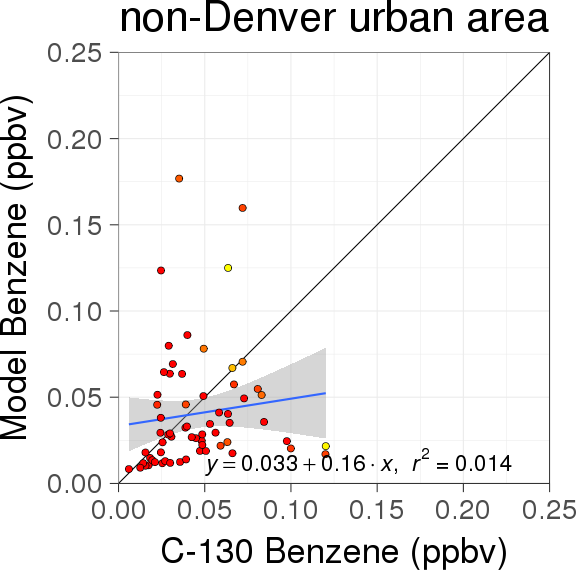 non-Denver urban area
0.25
0.20
0.15
0.10
0.05
0.00
Model Benzene (ppbv)
y = 0.033 + 0.16 · x, r² = 0.014
0.00 0.05 0.10 0.15 0.20 0.25
C-130 Benzene (ppbv)